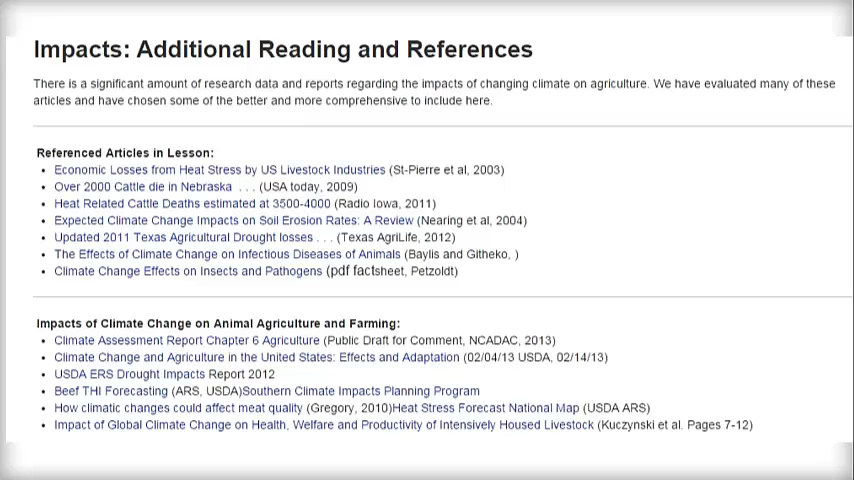 Impacts: Additional Reading and References
There is a significant amount of research data and reports regarding the impacts of changing climate on agriculture. We have evaluated many of these
articles and have chosen some of the better and more comprehensive to include here.
Referenced Articles in Lesson:
• Economic Losses from Heat Stress by US Livestock Industries (St-Pierre et al, 2003)
• Over 2000 Cattle die in Nebraska . . . (USA today, 2009)
• Heat Related Cattle Deaths estimated at 3500-4000 (Radio Iowa, 2011)
• Expected Climate Change Impacts on Soil Erosion Rates: A Review (Nearing et al, 2004)
• Updated 2011 Texas Agricultural Drought losses . . . (Texas AgriLife, 2012)
• The Effects of Climate Change on Infectious Diseases of Animals (Baylis and Githeko, )
• Climate Change Effects on Insects and Pathogens (pdf factsheet, Petzoldt)
Impacts of Climate Change on Animal Agriculture and Farming:
• Climate Assessment Report Chapter 6 Agriculture (Public Draft for Comment, NCADAC, 2013)
• Climate Change and Agriculture in the United States: Effects and Adaptation (02/04/13 USDA, 02/14/13)
• USDA ERS Drought Impacts Report 2012
• Beef THI Forecasting (ARS, USDA)Southern Climate Impacts Planning Program
• How climatic changes could affect meat quality (Gregory, 2010)Heat Stress Forecast National Map (USDA ARS)
• Impact of Global Climate Change on Health, Welfare and Productivity of Intensively Housed Livestock (Kuczynski et al. Pages 7-12)